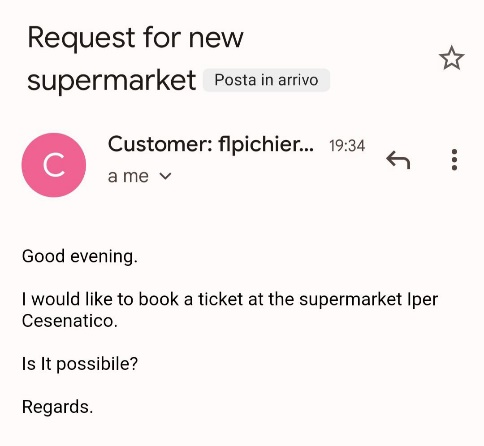 Request for new
supermarket Posta in arrivo
C
Customer: flpichier... 19:34
a me
Good evening.
I would like to book a ticket at the supermarket Iper
Cesenatico.
Is It possibile?
Regards.